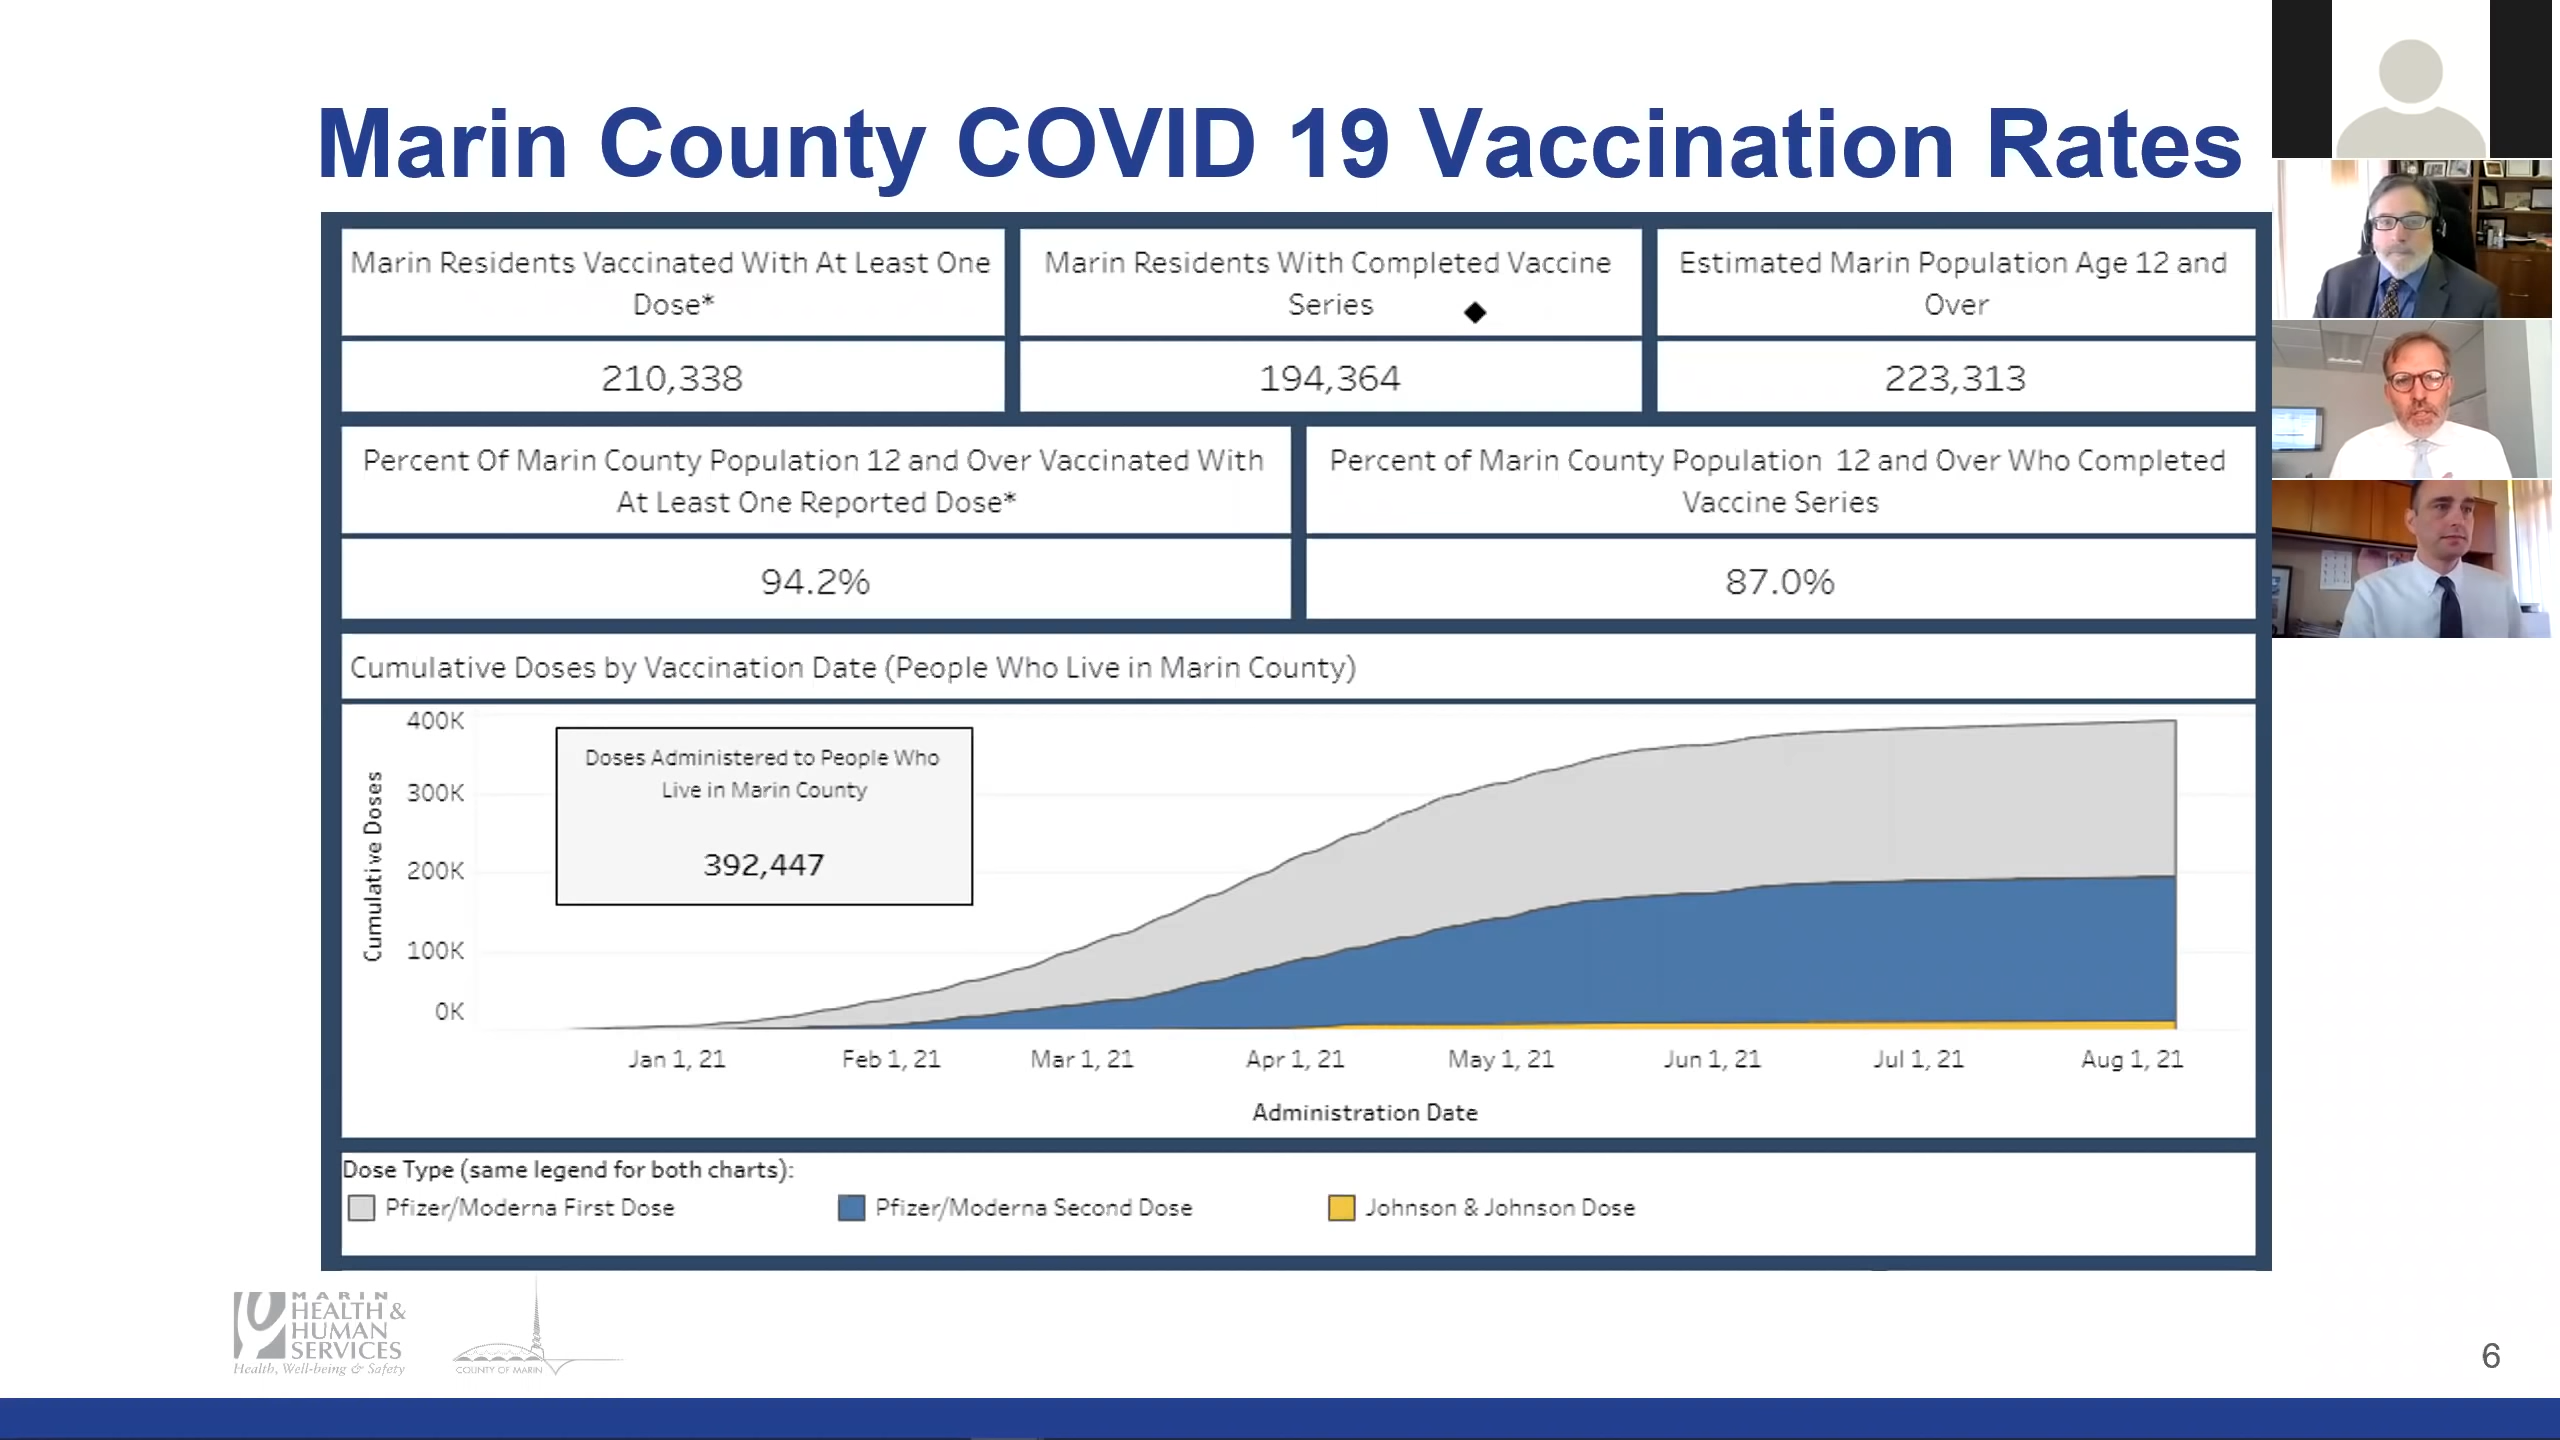 Marin County COVID 19 Vaccination Rates
Marin Residents Vaccinated With At Least One
Dose*
210,338
Marin Residents With Completed Vaccine
Series
194,364
Estimated Marin Population Age 12 and
Over
223,313
Percent Of Marin County Population 12 and Over Vaccinated With
At Least One Reported Dose*
94.2%
Percent of Marin County Population 12 and Over Who Completed
Vaccine Series
87.0%
Cumulative Doses by Vaccination Date (People Who Live in Marin County)
Cumulative Doses
400K
300K
200K
100K
0K
Doses Administered to People Who
Live in Marin County
392,447
Jan 1, 21
Feb 1, 21
Mar 1, 21
Apr 1, 21
May 1, 21
Jun 1, 21
Jul 1, 21
Aug 1, 21
Administration Date
Dose Type (same legend for both charts):
Pfizer/Moderna First Dose
Pfizer/Moderna Second Dose
Johnson & Johnson Dose
MARIN
HEALTH &
HUMAN
SERVICES
Health, Well-being & Safety
COUNTY OF MARIN
6